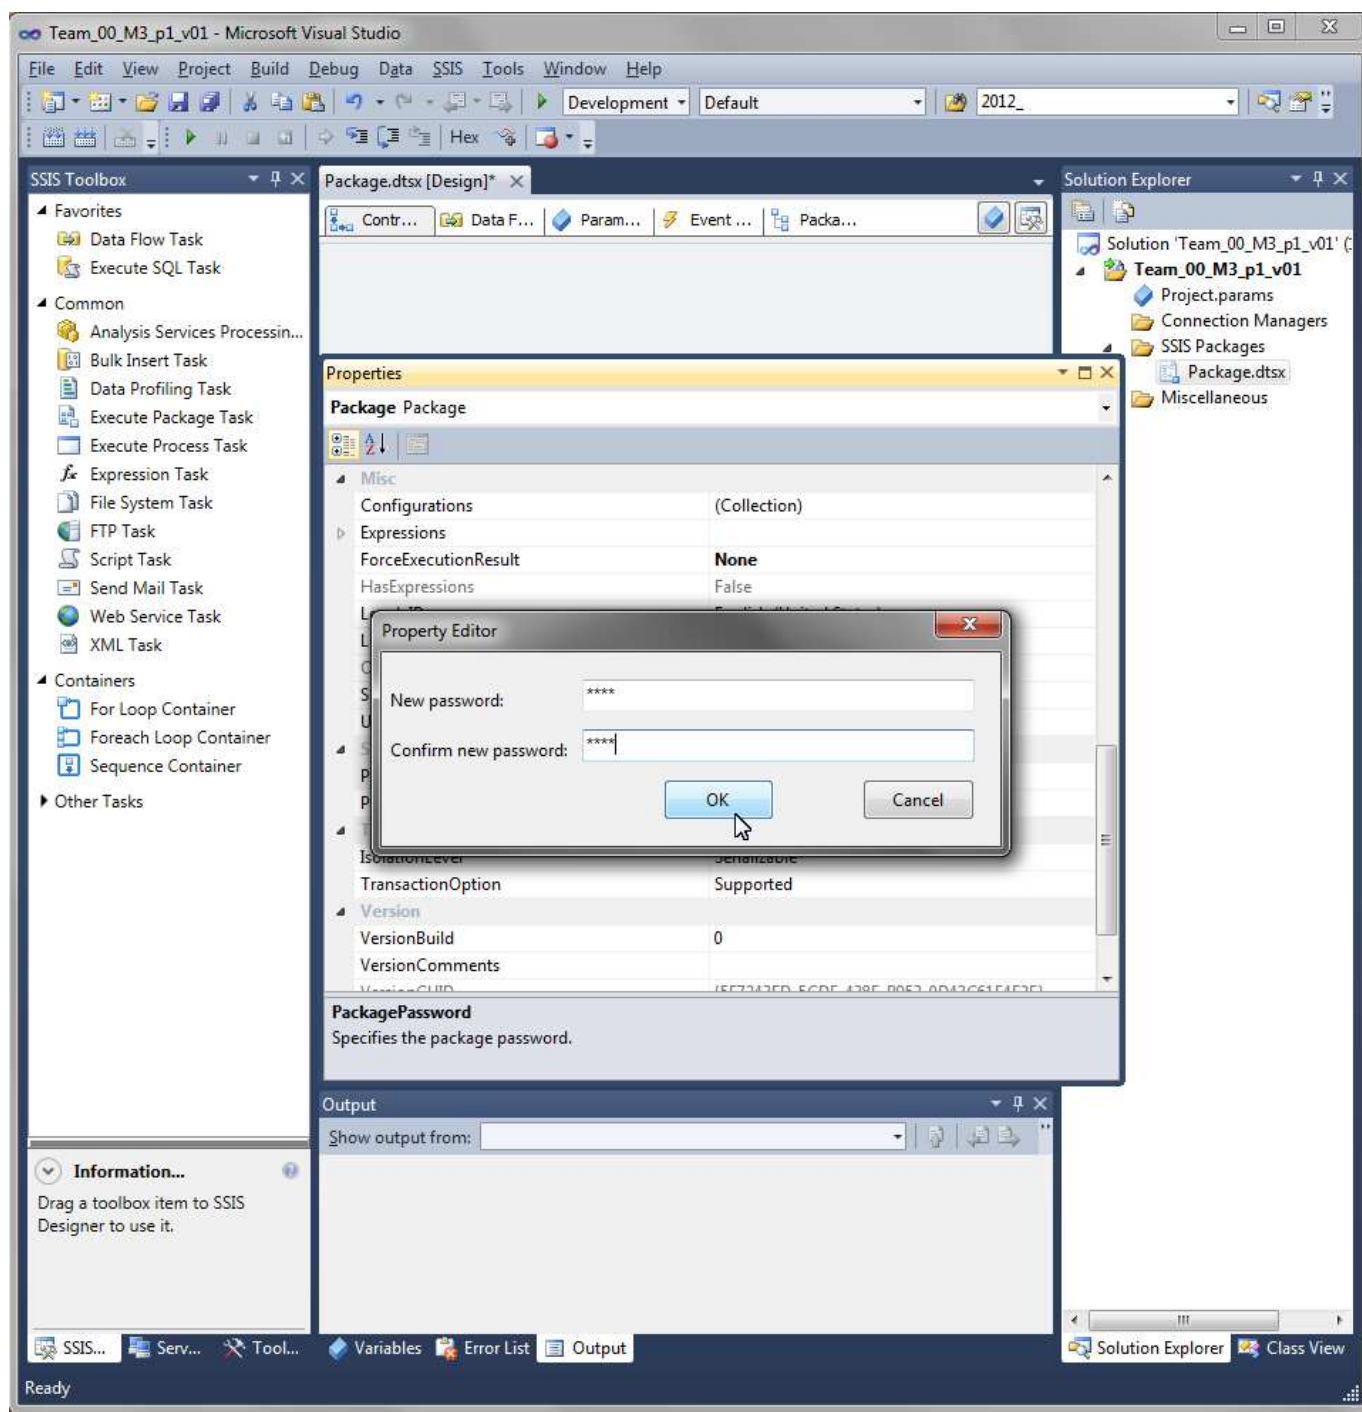 Team_00_M3_p1_v01 - Microsoft Visual Studio
File Edit View Project Build Debug Data SSIS Tools Window Help
Development Default 2012_
Hex
SSIS Toolbox
Favorites
Data Flow Task
Execute SQL Task
Common
Analysis Services Processin...
Bulk Insert Task
Data Profiling Task
Execute Package Task
Execute Process Task
Expression Task
File System Task
FTP Task
Script Task
Send Mail Task
Web Service Task
XML Task
Containers
For Loop Container
Foreach Loop Container
Sequence Container
Other Tasks
Information...
Drag a toolbox item to SSIS
Designer to use it.
SSIS... Serv... Tool...
Package.dtsx [Design]*
Contr... Data F... Param... Event ... Packa...
Properties
Package Package
Misc
Configurations (Collection)
Expressions
ForceExecutionResult None
HasExpressions False
Property Editor
New password: ****
Confirm new password: ****
OK Cancel
IsolationLevel Serializable
TransactionOption Supported
Version
VersionBuild 0
VersionComments
PackagePassword
Specifies the package password.
Output
Show output from:
Variables Error List Output
Solution Explorer
Solution 'Team_00_M3_p1_v01' (
Team_00_M3_p1_v01
Project.params
Connection Managers
SSIS Packages
Package.dtsx
Miscellaneous
Solution Explorer Class View
Ready